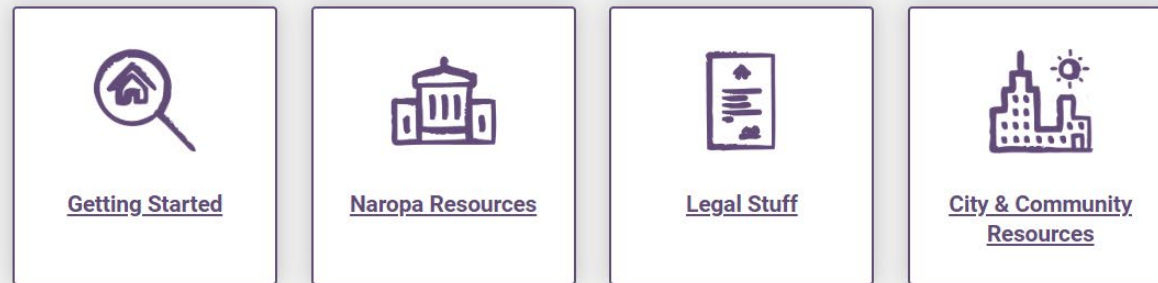 Getting Started
Naropa Resources
Legal Stuff
City & Community
Resources